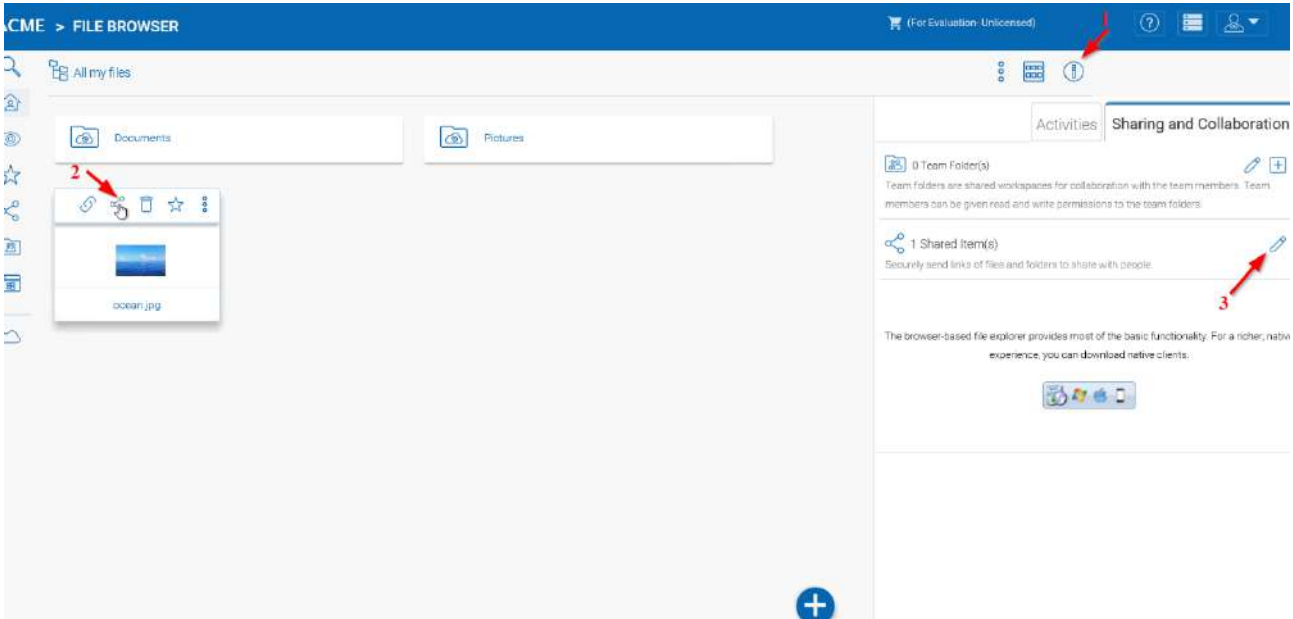 ACME > FILE BROWSER
(For Evaluation- Unlicensed)
1
All my files
Activities
Sharing and Collaboration
Documents
Pictures
2
0 Team Folder(s)
Team folders are shared workspaces for collaboration with the team members. Team
members can be given read and write permissions to the team folders.
1 Shared Item(s)
Securely send links of files and folders to share with people.
3
ocean.jpg
The browser-based file explorer provides most of the basic functionality. For a richer, native
experience, you can download native clients.